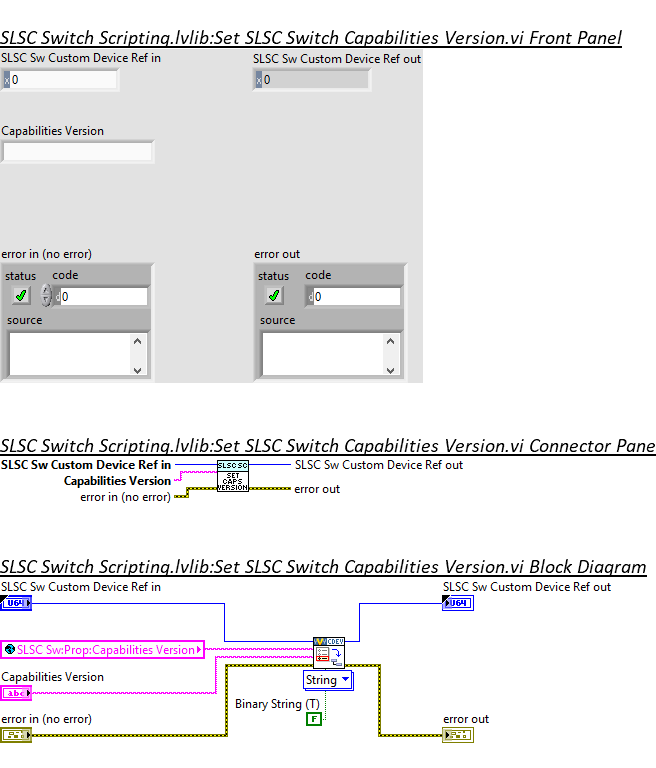 SLSC Switch Scripting.lvlib:Set SLSC Switch Capabilities Version.vi Front Panel
SLSC Sw Custom Device Ref in
SLSC Sw Custom Device Ref out
x 0
x 0
Capabilities Version
error in (no error)
error out
status code
status code
d 0
d 0
source
source
SLSC Switch Scripting.lvlib:Set SLSC Switch Capabilities Version.vi Connector Pane
SLSC Sw Custom Device Ref in
SLSC SC
SLSC Sw Custom Device Ref out
Capabilities Version
SET
CAPS
VERSION
error in (no error)
error out
SLSC Switch Scripting.lvlib:Set SLSC Switch Capabilities Version.vi Block Diagram
SLSC Sw Custom Device Ref in
SLSC Sw Custom Device Ref out
U64
U64
CDEV
SLSC Sw:Prop:Capabilities Version
Capabilities Version
String
abc
Binary String (T)
F
error in (no error)
error out